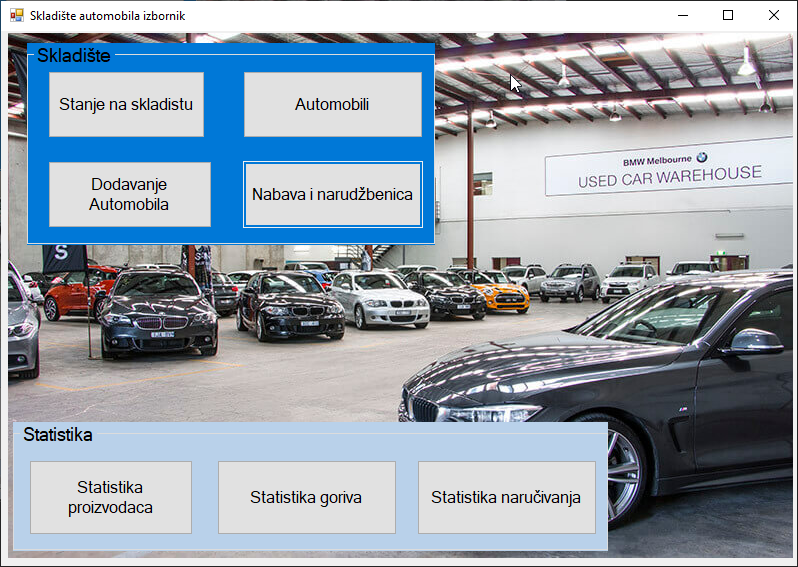 Skladište automobila izbornik
Skladište
Stanje na skladistu
Automobili
Dodavanje
Automobila
Nabava i narudžbenica
BMW Melbourne
USED CAR WAREHOUSE
S
Statistika
Statistika
proizvodaca
Statistika goriva
Statistika naručivanja